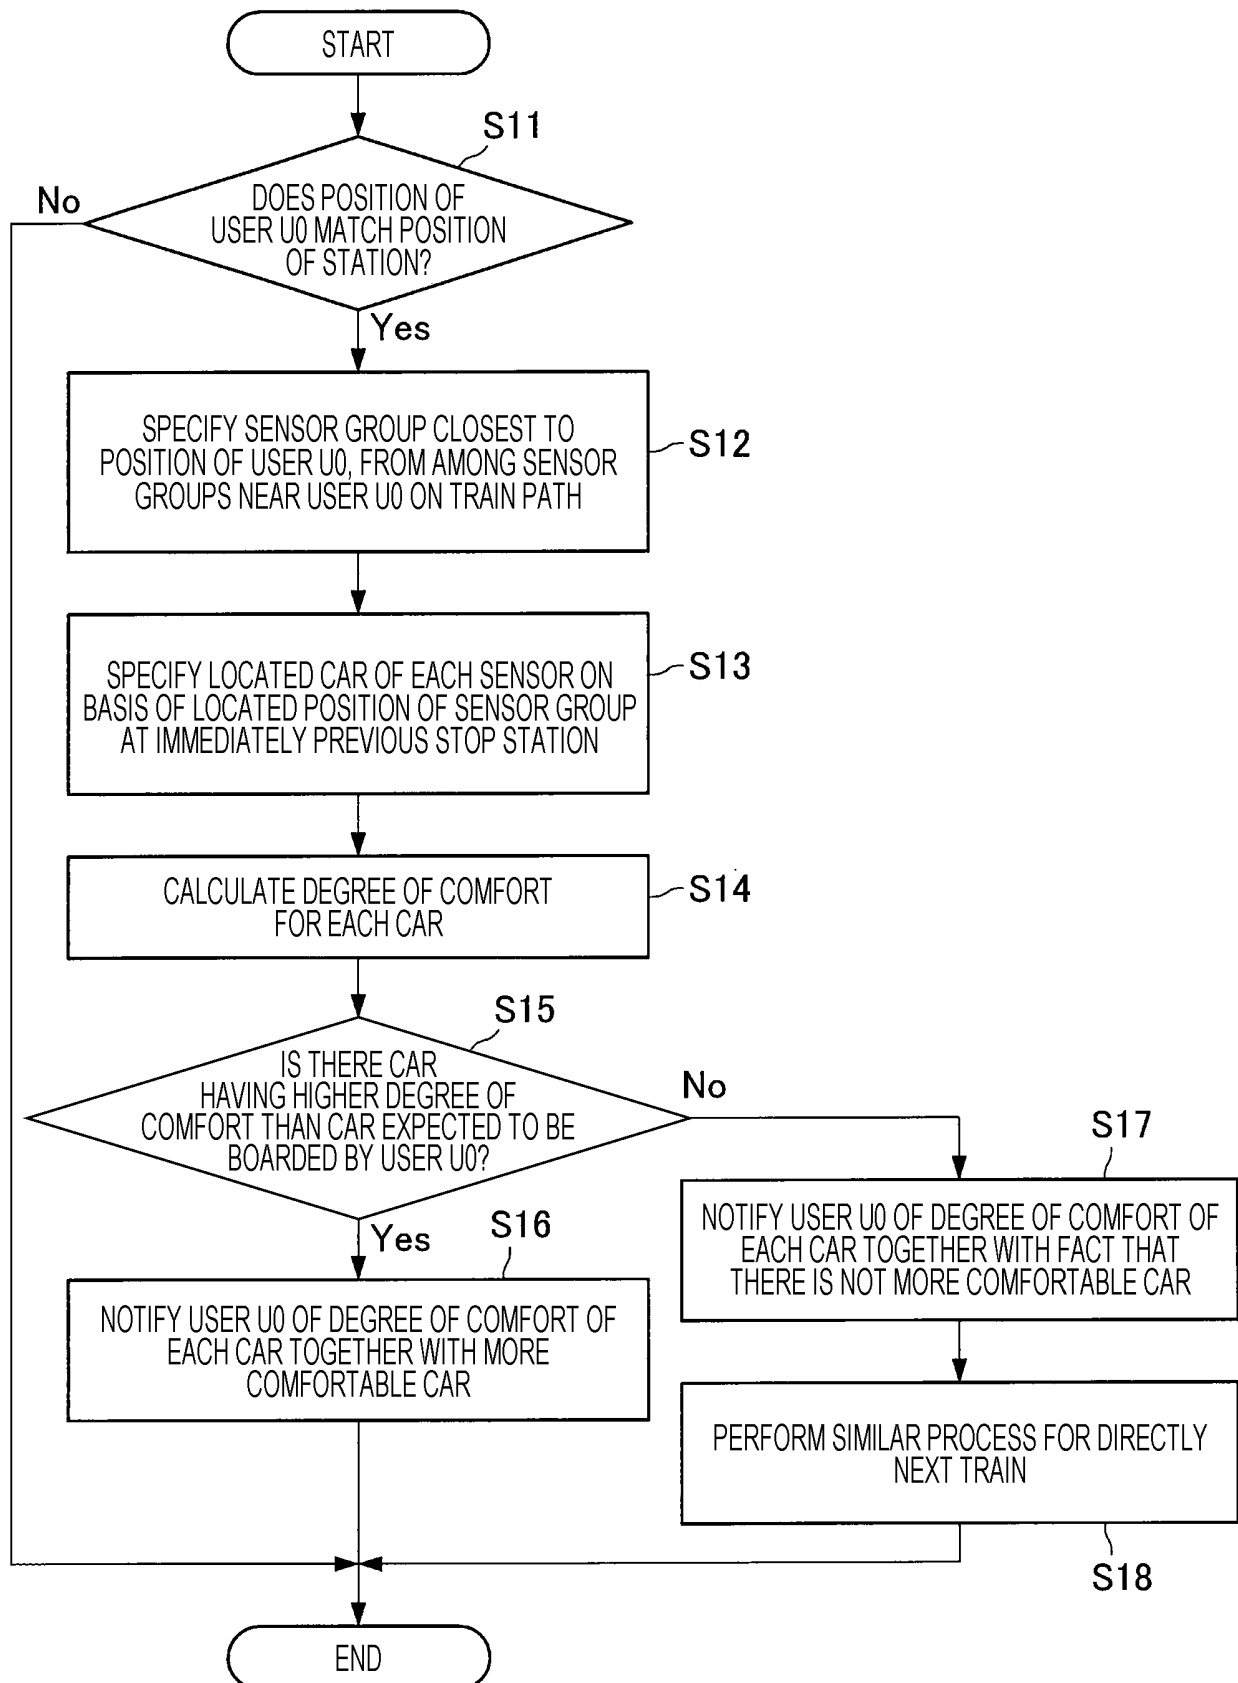 START
S11
No
DOES POSITION OF
USER U0 MATCH POSITION
OF STATION?
Yes
SPECIFY SENSOR GROUP CLOSEST TO
POSITION OF USER U0, FROM AMONG SENSOR
GROUPS NEAR USER U0 ON TRAIN PATH
S12
SPECIFY LOCATED CAR OF EACH SENSOR ON
BASIS OF LOCATED POSITION OF SENSOR GROUP
AT IMMEDIATELY PREVIOUS STOP STATION
S13
CALCULATE DEGREE OF COMFORT
FOR EACH CAR
S14
S15
IS THERE CAR
HAVING HIGHER DEGREE OF
COMFORT THAN CAR EXPECTED TO BE
BOARDED BY USER U0?
No
Yes
S16
NOTIFY USER U0 OF DEGREE OF COMFORT OF
EACH CAR TOGETHER WITH MORE
COMFORTABLE CAR
S17
NOTIFY USER U0 OF DEGREE OF COMFORT OF
EACH CAR TOGETHER WITH FACT THAT
THERE IS NOT MORE COMFORTABLE CAR
PERFORM SIMILAR PROCESS FOR DIRECTLY
NEXT TRAIN
S18
END